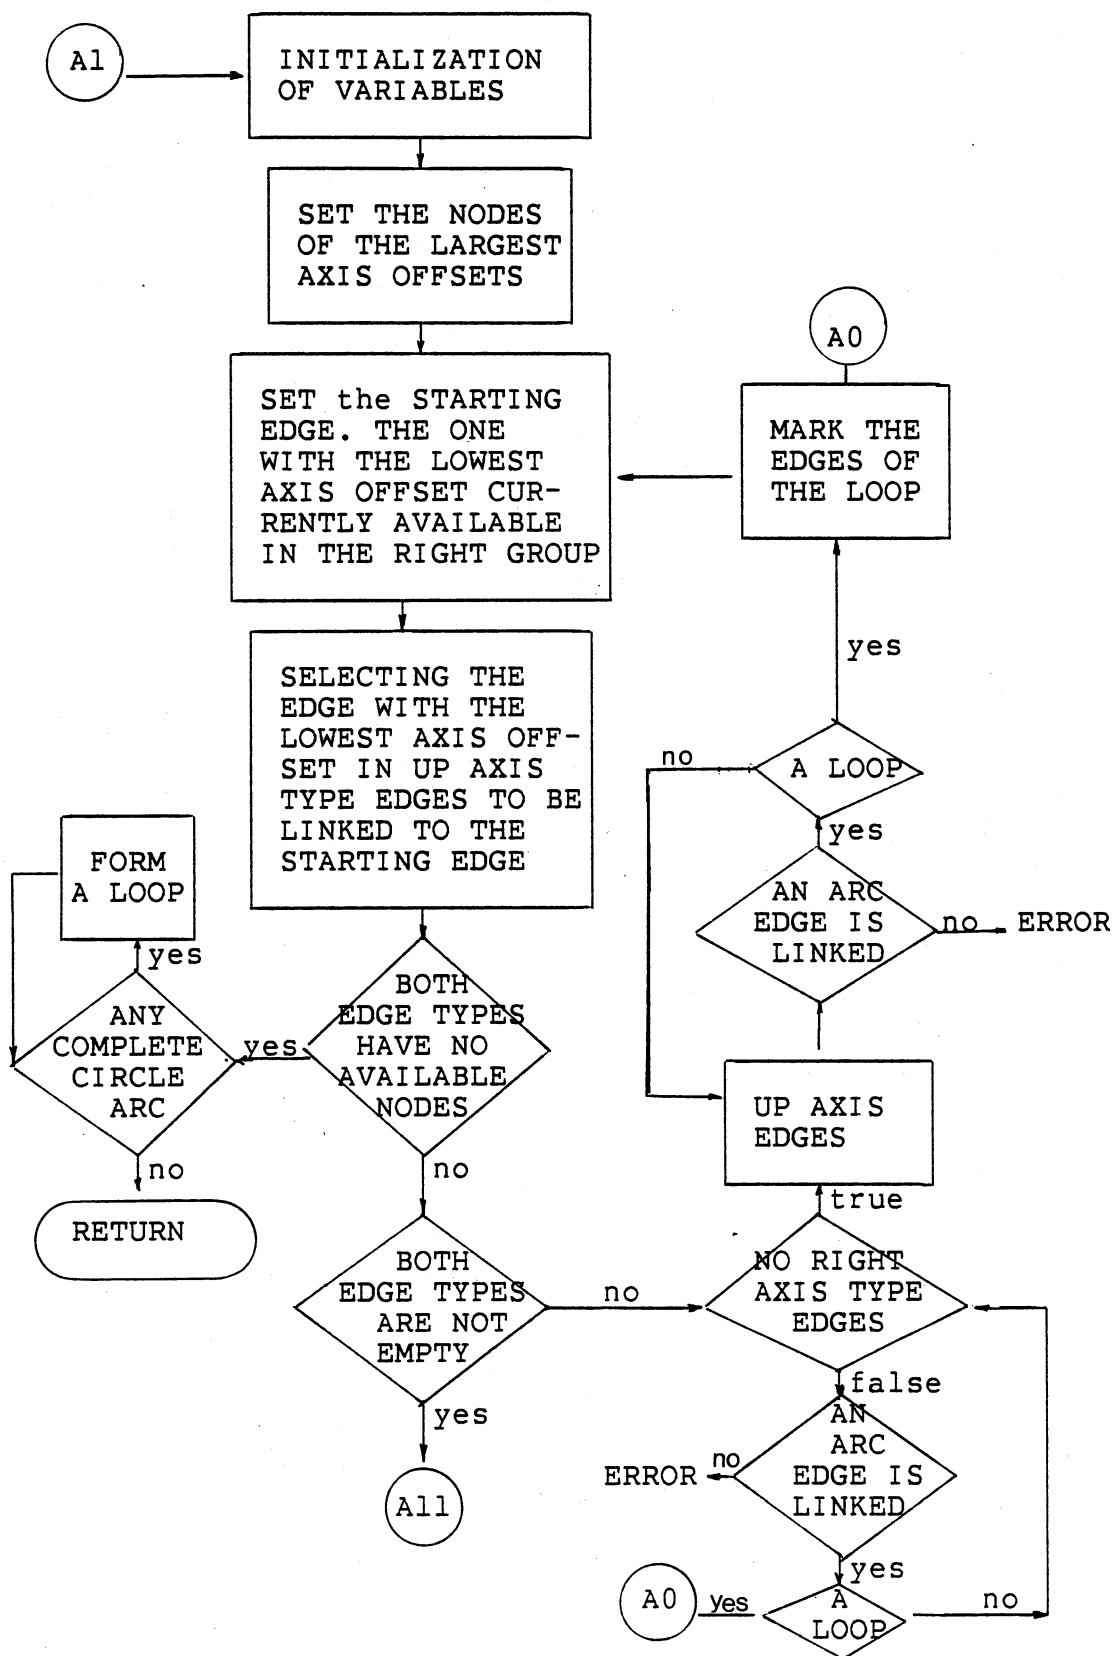 A1
INITIALIZATION
OF VARIABLES
SET THE NODES
OF THE LARGEST
AXIS OFFSETS
A0
SET the STARTING
EDGE. THE ONE
WITH THE LOWEST
AXIS OFFSET CUR-
RENTLY AVAILABLE
IN THE RIGHT GROUP
MARK THE
EDGES OF
THE LOOP
yes
SELECTING THE
EDGE WITH THE
LOWEST AXIS OFF-
SET IN UP AXIS
TYPE EDGES TO BE
LINKED TO THE
STARTING EDGE
no
A LOOP
yes
FORM
A LOOP
AN ARC
EDGE IS
LINKED
no
ERROR
yes
BOTH
EDGE TYPES
HAVE NO
AVAILABLE
NODES
yes
ANY
COMPLETE
CIRCLE
ARC
UP AXIS
EDGES
no
no
true
RETURN
BOTH
EDGE TYPES
ARE NOT
EMPTY
no
NO RIGHT
AXIS TYPE
EDGES
yes
false
A11
AN
ARC
EDGE IS
LINKED
no
ERROR
yes
A0
yes
A
LOOP
no